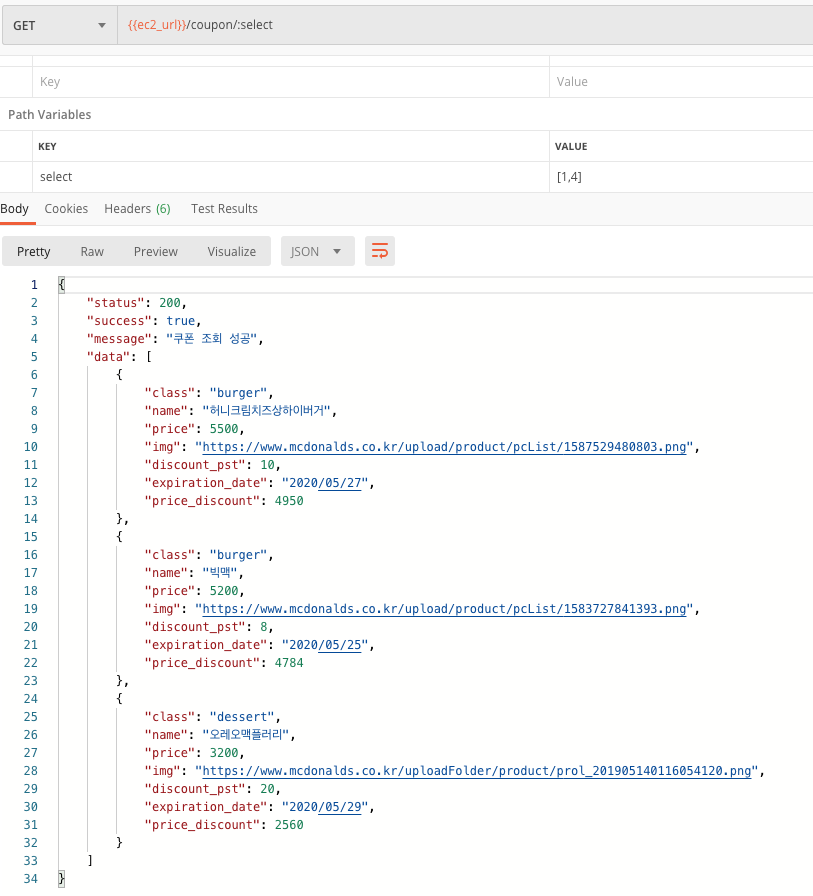 GET {{ec2_url}}/coupon/:select
Key Value
Path Variables
KEY VALUE
select [1,4]
Body Cookies Headers (6) Test Results
Pretty Raw Preview Visualize JSON
1 {
2 "status": 200,
3 "success": true,
4 "message": "쿠폰 조회 성공",
5 "data": [
6 {
7 "class": "burger",
8 "name": "허니크림치즈상하이버거",
9 "price": 5500,
10 "img": "https://www.mcdonalds.co.kr/upload/product/pcList/1587529480803.png",
11 "discount_pst": 10,
12 "expiration_date": "2020/05/27",
13 "price_discount": 4950
14 },
15 {
16 "class": "burger",
17 "name": "빅맥",
18 "price": 5200,
19 "img": "https://www.mcdonalds.co.kr/upload/product/pcList/1583727841393.png",
20 "discount_pst": 8,
21 "expiration_date": "2020/05/25",
22 "price_discount": 4784
23 },
24 {
25 "class": "dessert",
26 "name": "오레오맥플러리",
27 "price": 3200,
28 "img": "https://www.mcdonalds.co.kr/uploadFolder/product/prol_201905140116054120.png",
29 "discount_pst": 20,
30 "expiration_date": "2020/05/29",
31 "price_discount": 2560
32 }
33 ]
34 }